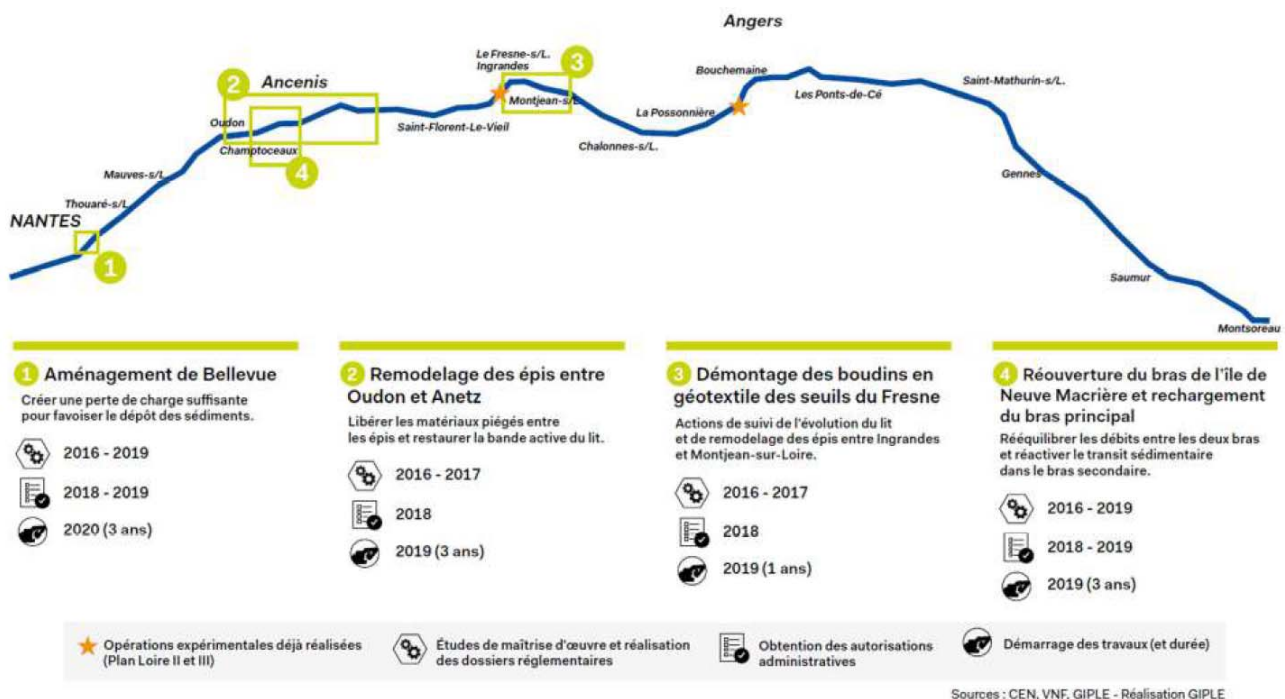 Angers
Le Fresne-s/L.
Ingrandes
3
Bouchemaine
2
Ancenis
Saint-Mathurin-s/L.
Montjean-s/L
Les Ponts-de-Cé
La Possonnière
Oudon
Saint-Florent-Le-Vieil
Chalonnes-s/L.
Champtoceaux
4
Mauves-s/L.
Gennes
Thouaré-s/L.
NANTES
1
Saumur
Montsoreau
1 Aménagement de Bellevue
Créer une perte de charge suffisante
pour favoiser le dépôt des sédiments.
2016 - 2019
2018 - 2019
2020 (3 ans)
2 Remodelage des épis entre
Oudon et Anetz
Libérer les matériaux piégés entre
les épis et restaurer la bande active du lit.
2016 - 2017
2018
2019 (3 ans)
3 Démontage des boudins en
géotextile des seuils du Fresne
Actions de suivi de l'évolution du lit
et de remodelage des épis entre Ingrandes
et Montjean-sur-Loire.
2016 - 2017
2018
2019 (1 ans)
4 Réouverture du bras de l'île de
Neuve Macrière et rechargement
du bras principal
Rééquilibrer les débits entre les deux bras
et réactiver le transit sédimentaire
dans le bras secondaire.
2016 - 2019
2018 - 2019
2019 (3 ans)
Opérations expérimentales déjà réalisées
(Plan Loire II et III)
Études de maîtrise d'œuvre et réalisation
des dossiers réglementaires
Obtention des autorisations
administratives
Démarrage des travaux (et durée)
Sources : CEN, VNF, GIPLE - Réalisation GIPLE